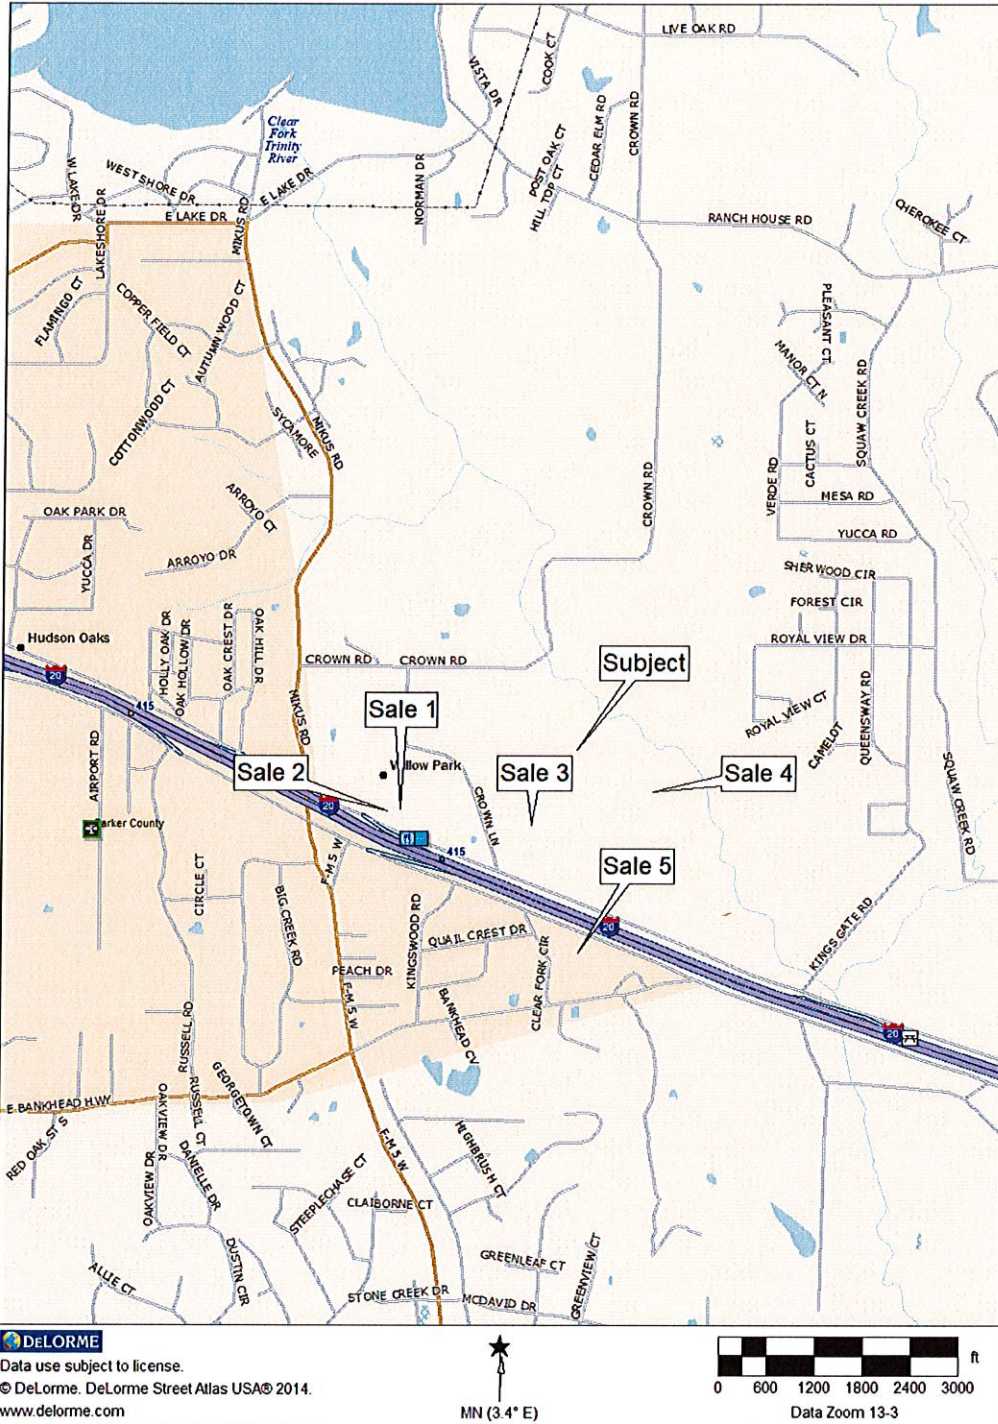 LIVE OAK RD
COOK CT
VISTA DR
Clear
Fork
Trinity
River
CEDAR ELM RD
CROWN RD
POST OAK CT
HILL TOP CT
W LAKE DR
WEST SHORE DR
LAKESHORE DR
E LAKE DR
E LAKE DR
MIKUS RD
NORMAN DR
RANCH HOUSE RD
CHEROKEE CT
FLAMINGO CT
COPPER FIELD CT
AUTUMN WOOD CT
PLEASANT CT
MANOR CT N
COTTONWOOD CT
SYCAMORE
MIKUS RD
SQUAW CREEK RD
CACTUS CT
VERDE RD
CROWN RD
MESA RD
OAK PARK DR
ARROYO CT
YUCCA RD
YUCCA DR
ARROYO DR
SHERWOOD CIR
FOREST CIR
HOLLY OAK DR
OAK HOLLOW DR
OAK CREST DR
OAK HILL DR
Hudson Oaks
ROYAL VIEW DR
CROWN RD
CROWN RD
Subject
20
415
MIKUS RD
Sale 1
ROYAL VIEW CT
CAMELOT
QUEENSWAY RD
AIRPORT RD
Sale 2
Willow Park
Sale 3
Sale 4
SQUAW CREEK RD
20
CROWN LN
Parker County
415
F-M 5 W
Sale 5
CIRCLE CT
BIG CREEK RD
KINGSWOOD RD
QUAIL CREST DR
20
KINGS GATE RD
PEACH DR
CLEAR FORK CIR
F-M 5 W
BANKHEAD CV
RUSSELL RD
20
E BANKHEAD HWY
RED OAK ST S
OAKVIEW DR
RUSSELL CT
GEORGETOWN CT
F-M 5 W
HIGHBRUSH CT
OAKVIEW DR
DANIELLE DR
STEEPLECHASE CT
CLAIBORNE CT
DUSTIN CIR
GREENLEAF CT
GREENVIEW CT
ALLIE CT
STONE CREEK DR
MCDAVID DR
DELORME
Data use subject to license.
© DeLorme. DeLorme Street Atlas USA® 2014.
www.delorme.com
MN (3.4° E)
ft
0 600 1200 1800 2400 3000
Data Zoom 13-3